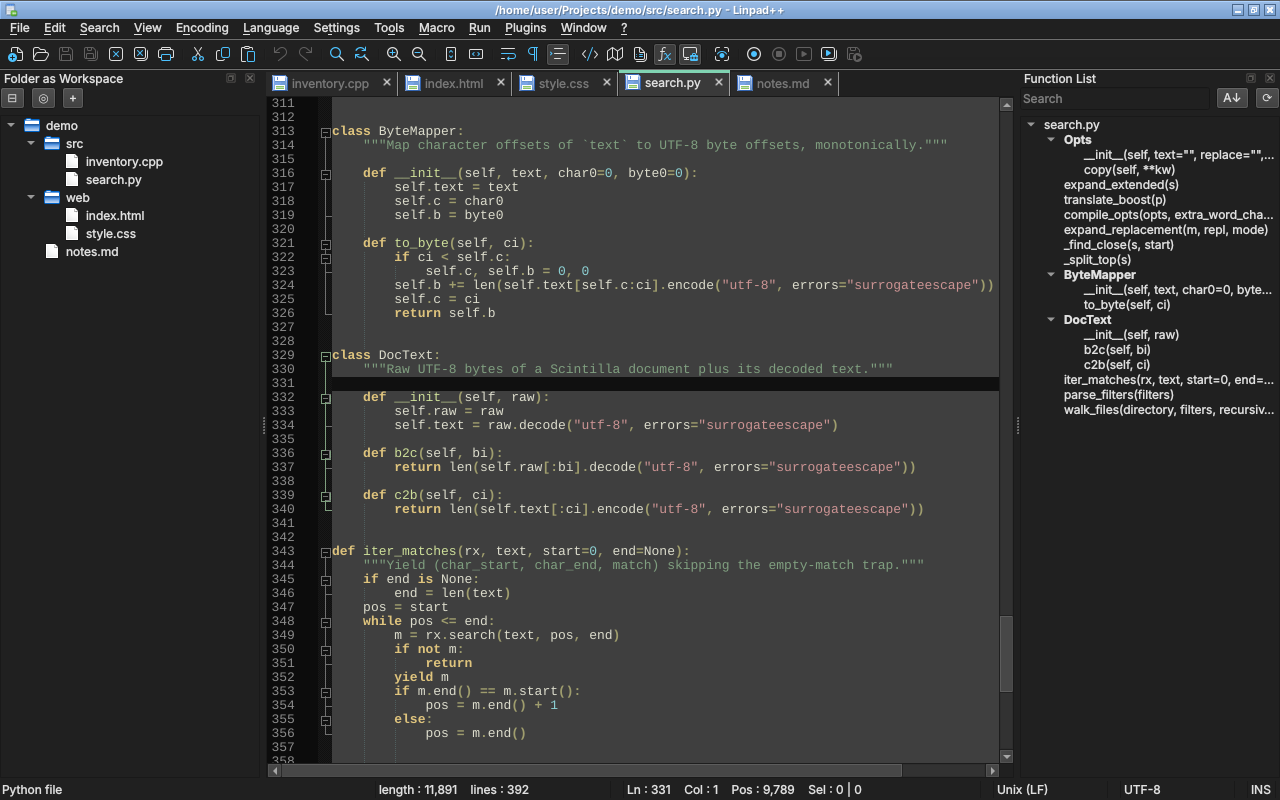 /home/user/Projects/demo/src/search.py - Linpad++
File Edit Search View Encoding Language Settings Tools Macro Run Plugins Window ?
Folder as Workspace
demo
src
inventory.cpp
search.py
web
index.html
style.css
notes.md
inventory.cpp index.html style.css search.py notes.md
311
312
313 class ByteMapper:
314 """Map character offsets of `text` to UTF-8 byte offsets, monotonically."""
315
316 def __init__(self, text, char0=0, byte0=0):
317 self.text = text
318 self.c = char0
319 self.b = byte0
320
321 def to_byte(self, ci):
322 if ci < self.c:
323 self.c, self.b = 0, 0
324 self.b += len(self.text[self.c:ci].encode("utf-8", errors="surrogateescape"))
325 self.c = ci
326 return self.b
327
328
329 class DocText:
330 """Raw UTF-8 bytes of a Scintilla document plus its decoded text."""
331
332 def __init__(self, raw):
333 self.raw = raw
334 self.text = raw.decode("utf-8", errors="surrogateescape")
335
336 def b2c(self, bi):
337 return len(self.raw[:bi].decode("utf-8", errors="surrogateescape"))
338
339 def c2b(self, ci):
340 return len(self.text[:ci].encode("utf-8", errors="surrogateescape"))
341
342
343 def iter_matches(rx, text, start=0, end=None):
344 """Yield (char_start, char_end, match) skipping the empty-match trap."""
345 if end is None:
346 end = len(text)
347 pos = start
348 while pos <= end:
349 m = rx.search(text, pos, end)
350 if not m:
351 return
352 yield m
353 if m.end() == m.start():
354 pos = m.end() + 1
355 else:
356 pos = m.end()
357
358
Function List
Search
A↓
search.py
Opts
__init__(self, text="", replace="",...
copy(self, **kw)
expand_extended(s)
translate_boost(p)
compile_opts(opts, extra_word_cha...
expand_replacement(m, repl, mode)
_find_close(s, start)
_split_top(s)
ByteMapper
__init__(self, text, char0=0, byte...
to_byte(self, ci)
DocText
__init__(self, raw)
b2c(self, bi)
c2b(self, ci)
iter_matches(rx, text, start=0, end=...
parse_filters(filters)
walk_files(directory, filters, recursiv...
Python file length : 11,891 lines : 392 Ln : 331 Col : 1 Pos : 9,789 Sel : 0 | 0 Unix (LF) UTF-8 INS